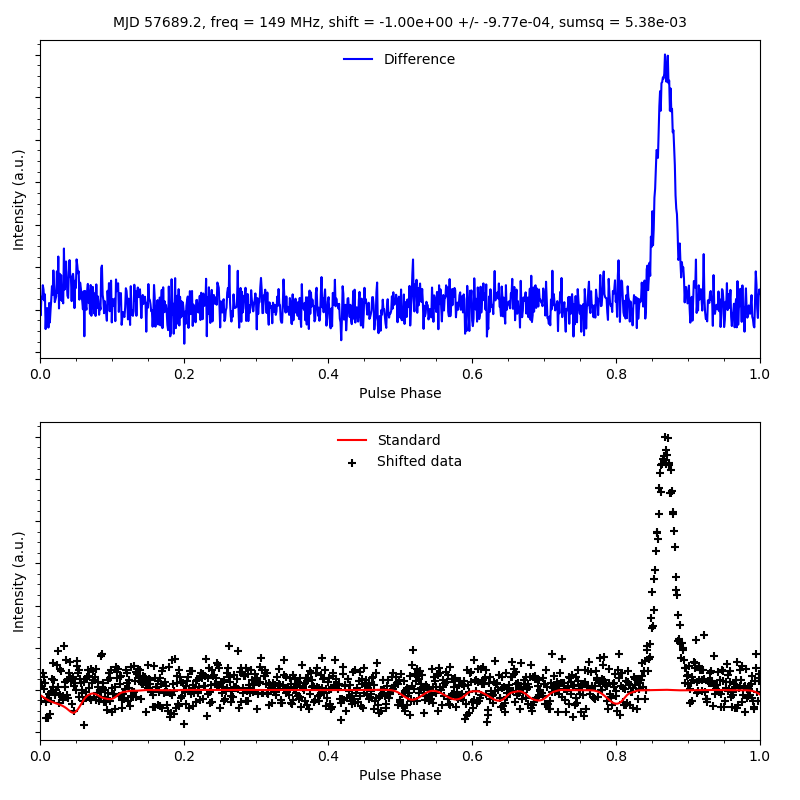 MJD 57689.2, freq = 149 MHz, shift = -1.00e+00 +/- -9.77e-04, sumsq = 5.38e-03
Difference
Intensity (a.u.)
0.0 0.2 0.4 0.6 0.8 1.0
Pulse Phase
Standard
Shifted data
Intensity (a.u.)
0.0 0.2 0.4 0.6 0.8 1.0
Pulse Phase